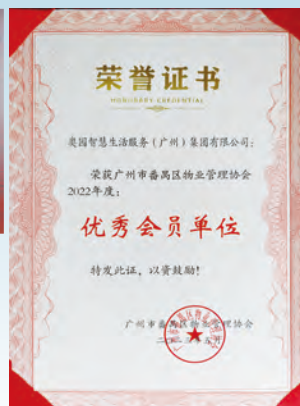 荣誉证书
HONORARY CREDENTIAL
奥园智慧生活服务（广州）集团有限公司：
荣获广州市番禺区物业管理协会
2022年度：
优秀会员单位
特发此证，以资鼓励！
广州市番禺区物业管理协会